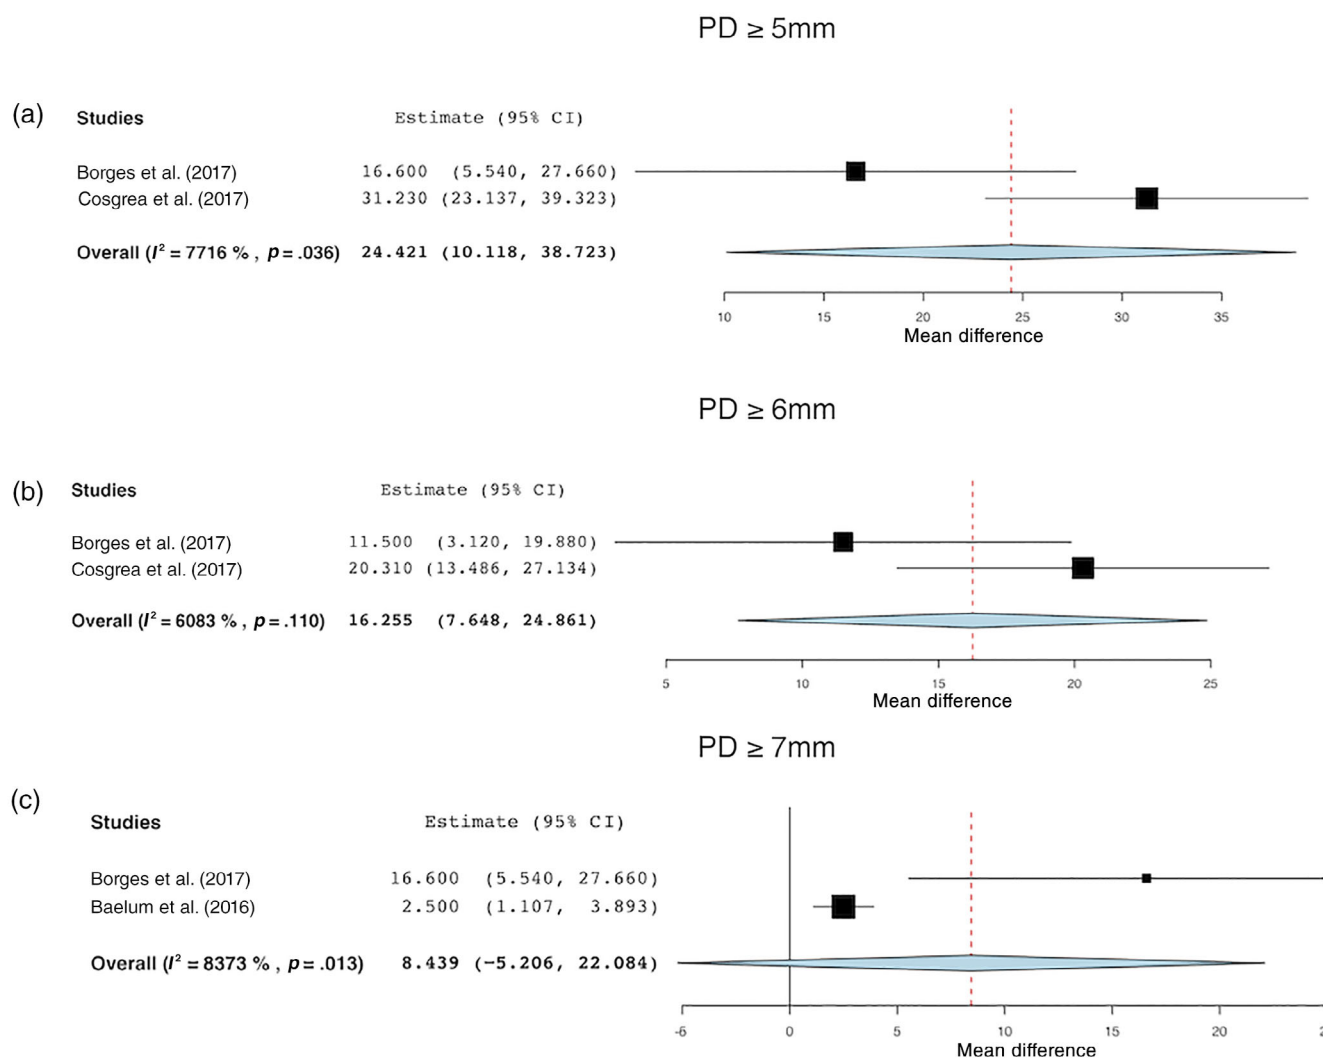 PD ≥ 5mm
(a)
Studies Estimate (95% CI)
Borges et al. (2017) 16.600 (5.540, 27.660)
Cosgrea et al. (2017) 31.230 (23.137, 39.323)
Overall (I² = 7716 % , p = .036) 24.421 (10.118, 38.723)
10 15 20 25 30 35
Mean difference
PD ≥ 6mm
(b)
Studies Estimate (95% CI)
Borges et al. (2017) 11.500 (3.120, 19.880)
Cosgrea et al. (2017) 20.310 (13.486, 27.134)
Overall (I² = 6083 % , p = .110) 16.255 (7.648, 24.861)
5 10 15 20 25
Mean difference
PD ≥ 7mm
(c)
Studies Estimate (95% CI)
Borges et al. (2017) 16.600 (5.540, 27.660)
Baelum et al. (2016) 2.500 (1.107, 3.893)
Overall (I² = 8373 % , p = .013) 8.439 (−5.206, 22.084)
-5 0 5 10 15 20
Mean difference